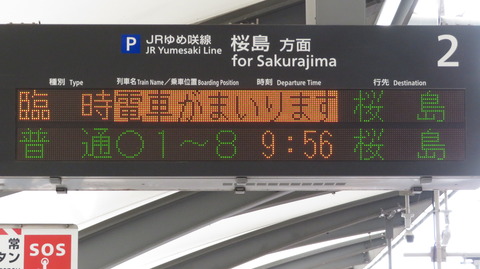 P JRゆめ咲線 桜島 方面 2
JR Yumesaki Line for Sakurajima
種別 Type 列車名 Train Name／乗車位置 Boarding Position 時刻 Departure Time 行先 Destination
臨時 電車がまいります 桜島
普通 ○1～8 9:56 桜島
常
タン
SOS